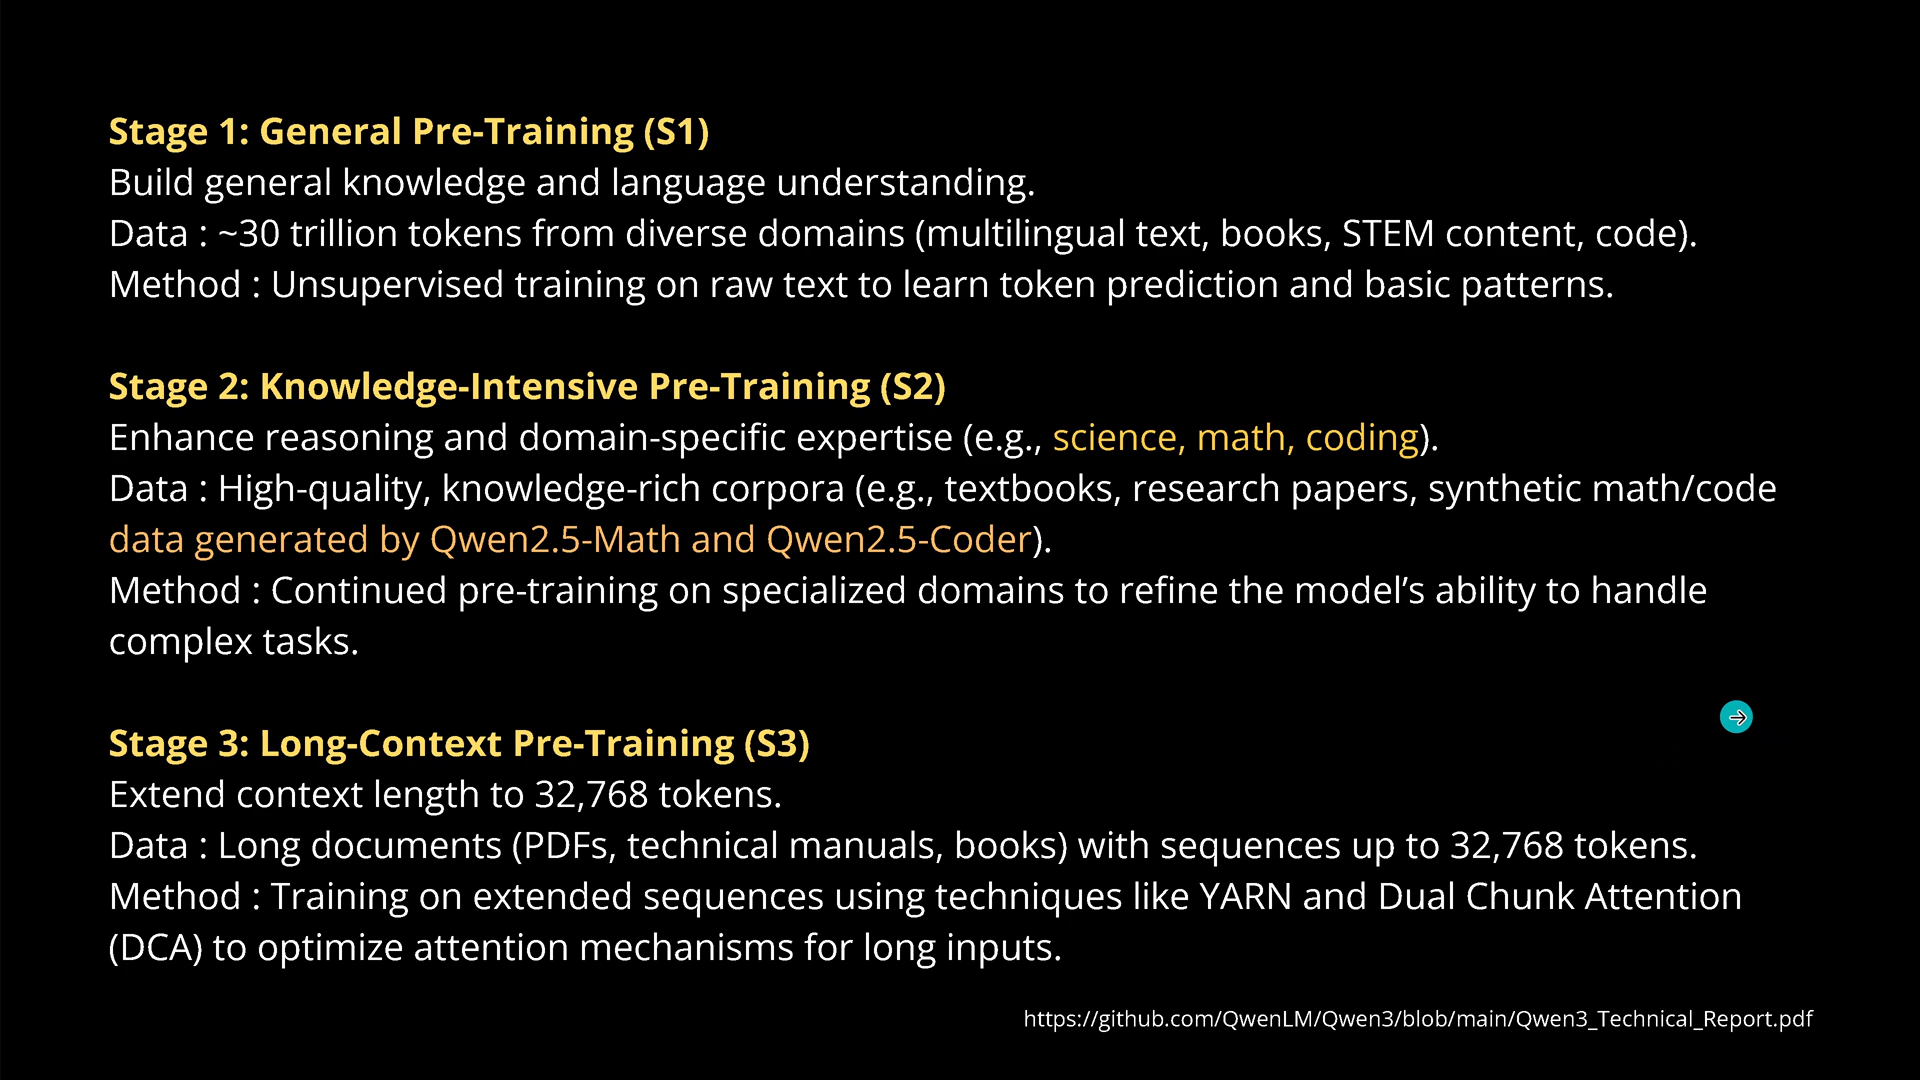 Stage 1: General Pre-Training (S1)
Build general knowledge and language understanding.
Data : ~30 trillion tokens from diverse domains (multilingual text, books, STEM content, code).
Method : Unsupervised training on raw text to learn token prediction and basic patterns.
Stage 2: Knowledge-Intensive Pre-Training (S2)
Enhance reasoning and domain-specific expertise (e.g., science, math, coding).
Data : High-quality, knowledge-rich corpora (e.g., textbooks, research papers, synthetic math/code
data generated by Qwen2.5-Math and Qwen2.5-Coder).
Method : Continued pre-training on specialized domains to refine the model’s ability to handle
complex tasks.
Stage 3: Long-Context Pre-Training (S3)
Extend context length to 32,768 tokens.
Data : Long documents (PDFs, technical manuals, books) with sequences up to 32,768 tokens.
Method : Training on extended sequences using techniques like YARN and Dual Chunk Attention
(DCA) to optimize attention mechanisms for long inputs.
https://github.com/QwenLM/Qwen3/blob/main/Qwen3_Technical_Report.pdf